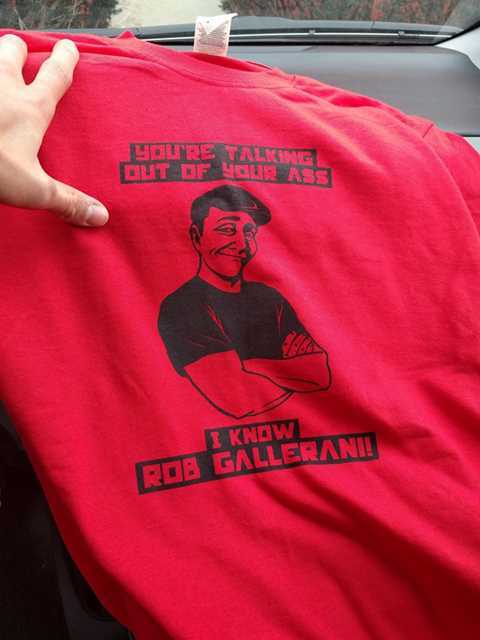 YOU'RE TALKING
OUT OF YOUR ASS
I KNOW
ROB GALLERANI!